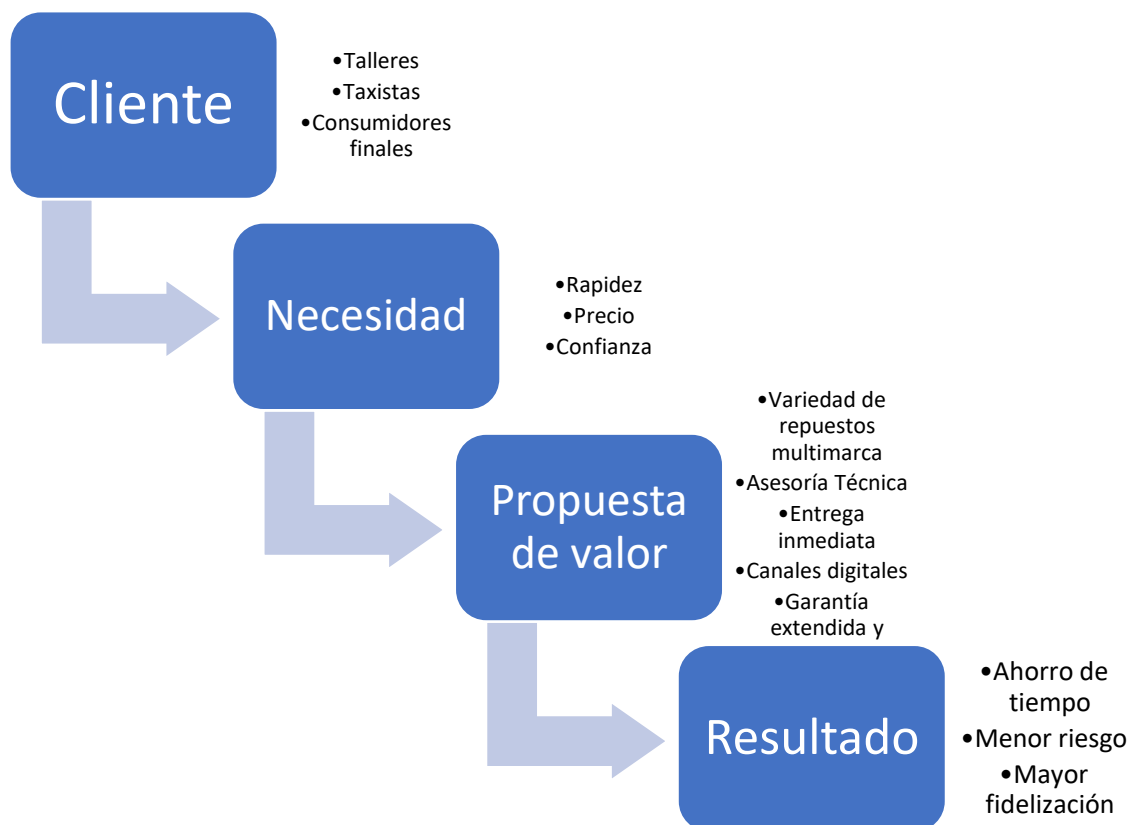 Cliente
•Talleres
•Taxistas
•Consumidores
finales
Necesidad
•Rapidez
•Precio
•Confianza
Propuesta
de valor
•Variedad de
repuestos
multimarca
•Asesoría Técnica
•Entrega
inmediata
•Canales digitales
•Garantía
extendida y
Resultado
•Ahorro de
tiempo
•Menor riesgo
•Mayor
fidelización